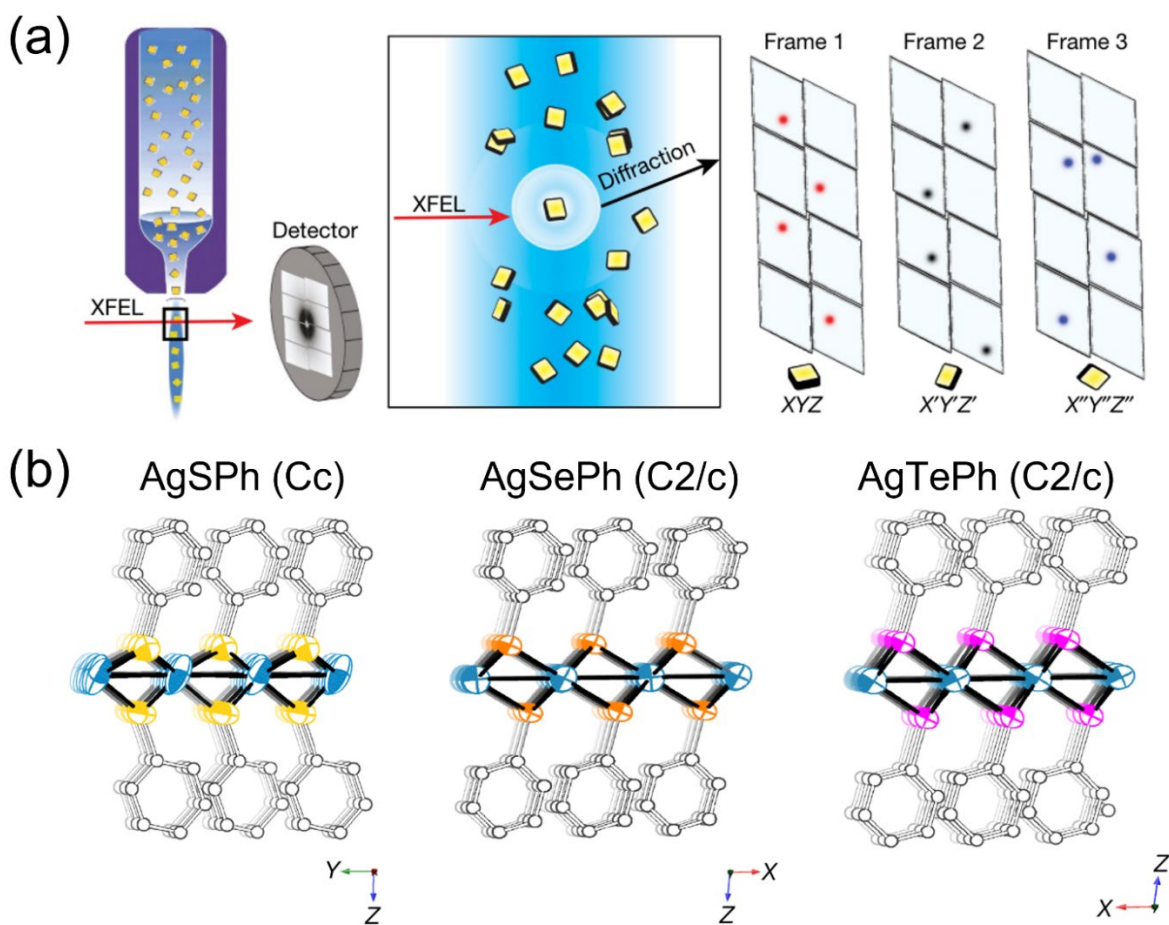 (a)
XFEL
Detector
XFEL
Diffraction
Frame 1
Frame 2
Frame 3
XYZ
X'Y'Z'
X"Y"Z"
(b)
AgSPh (Cc)
AgSePh (C2/c)
AgTePh (C2/c)
Y
Z
X
Z
Z
X